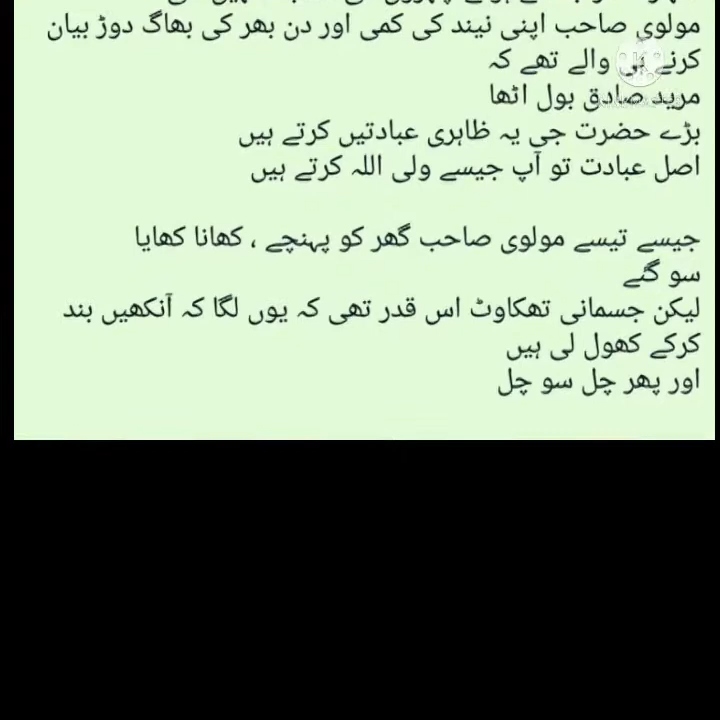 مولوی صاحب اپنی نیند کی کمی اور دن بھر کی بھاگ دوڑ بیان
کرنے ہی والے تھے کہ
مرید صادق بول اٹھا
بڑے حضرت جی یہ ظاہری عبادتیں کرتے ہیں
اصل عبادت تو آپ جیسے ولی اللہ کرتے ہیں
جیسے تیسے مولوی صاحب گھر کو پہنچے ، کھانا کھایا
سو گئے
لیکن جسمانی تھکاوٹ اس قدر تھی کہ یوں لگا کہ آنکھیں بند
کرکے کھول لی ہیں
اور پھر چل سو چل